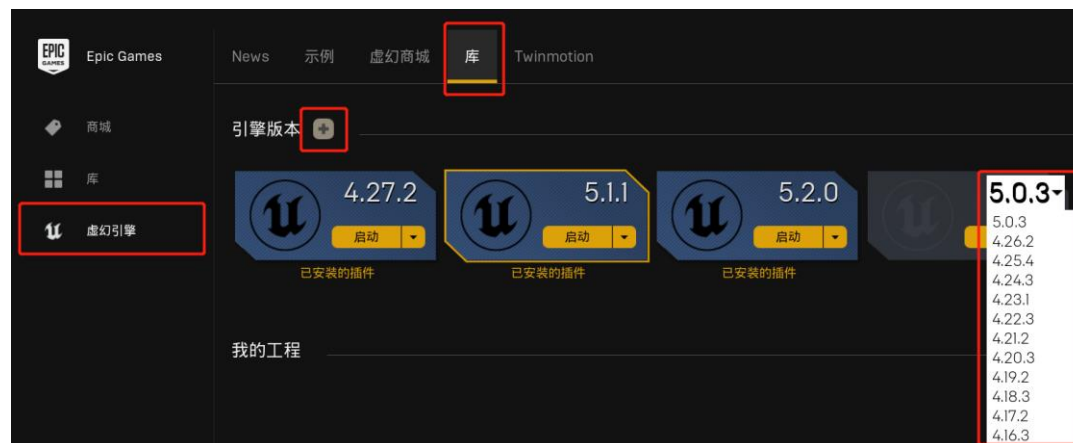 EPIC GAMES
Epic Games
News 示例 虚幻商城 库 Twinmotion
商城
库
虚幻引擎
引擎版本
4.27.2
启动
已安装的插件
5.1.1
启动
已安装的插件
5.2.0
启动
已安装的插件
5.0.3
5.0.3
4.26.2
4.25.4
4.24.3
4.23.1
4.22.3
4.21.2
4.20.3
4.19.2
4.18.3
4.17.2
4.16.3
我的工程